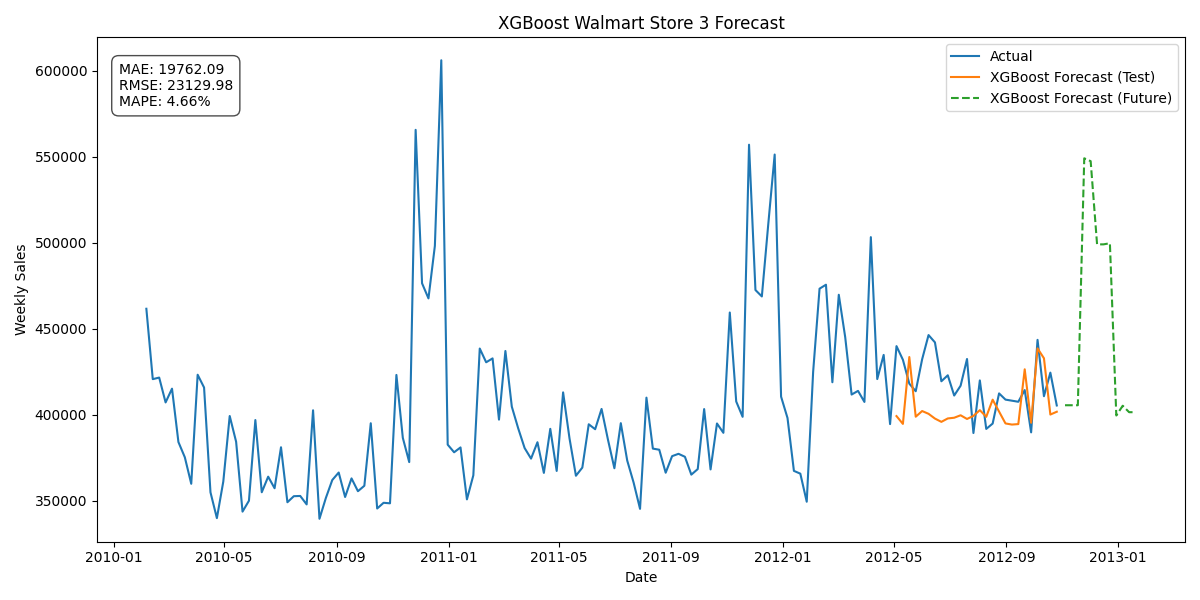 XGBoost Walmart Store 3 Forecast
MAE: 19762.09
RMSE: 23129.98
MAPE: 4.66%
Actual
XGBoost Forecast (Test)
XGBoost Forecast (Future)
Weekly Sales
600000
550000
500000
450000
400000
350000
2010-01
2010-05
2010-09
2011-01
2011-05
2011-09
2012-01
2012-05
2012-09
2013-01
Date